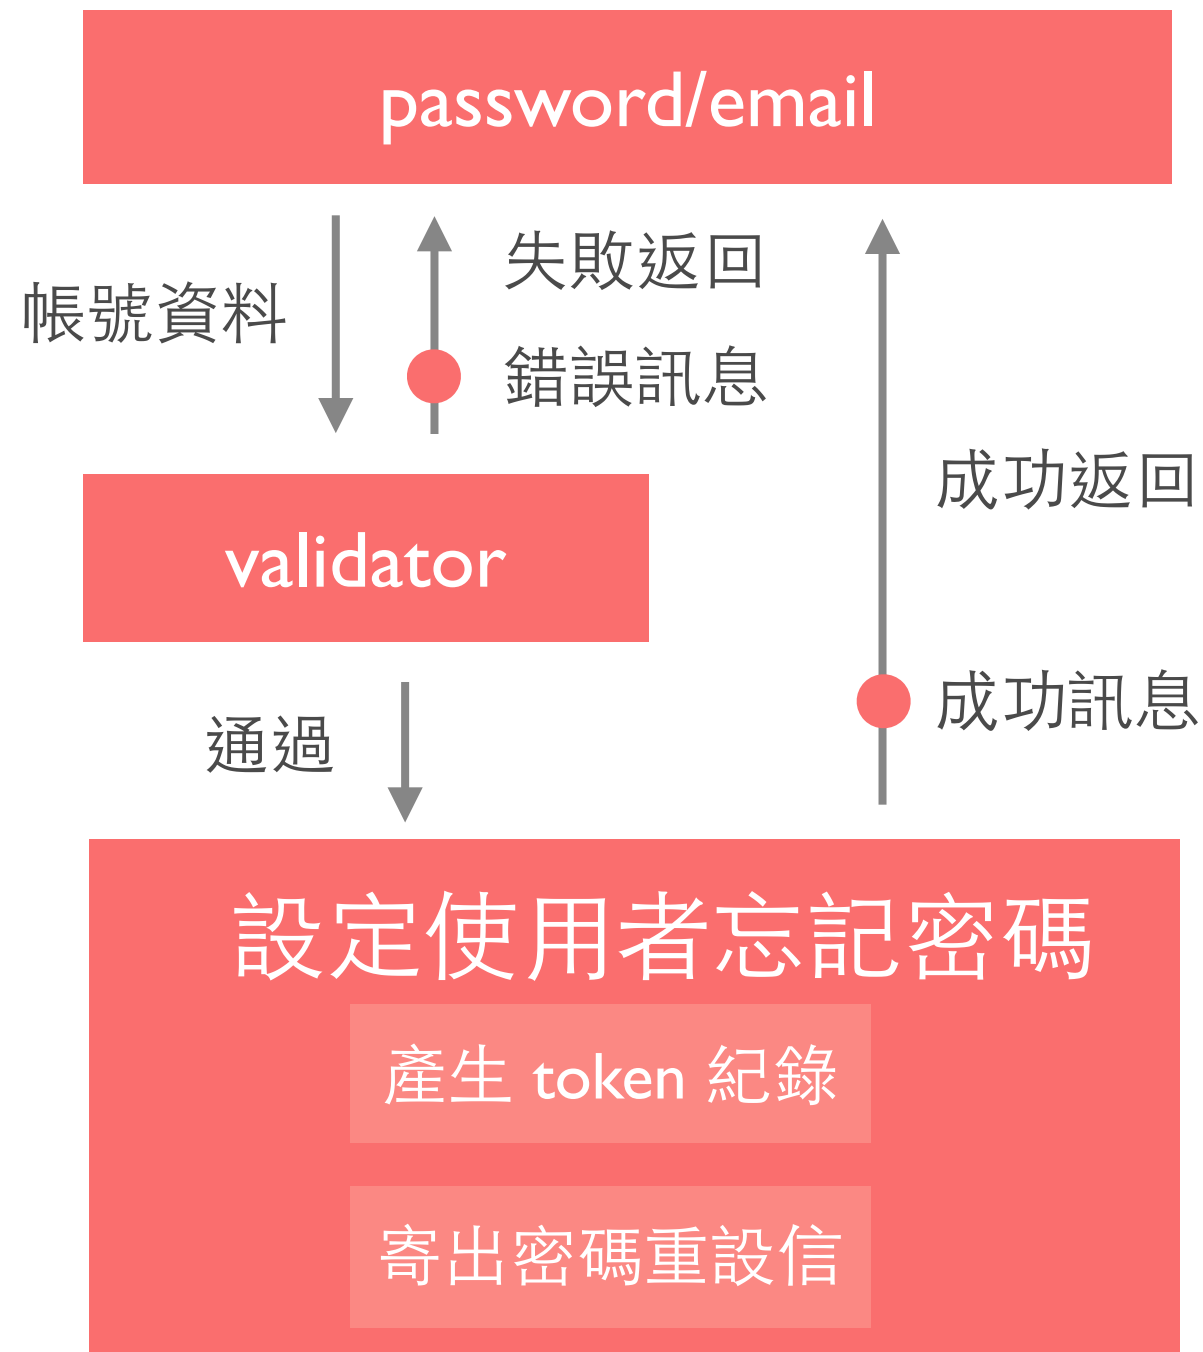 password/email
帳號資料
失敗返回
錯誤訊息
成功返回
validator
成功訊息
通過
設定使用者忘記密碼
產生 token 紀錄
寄出密碼重設信